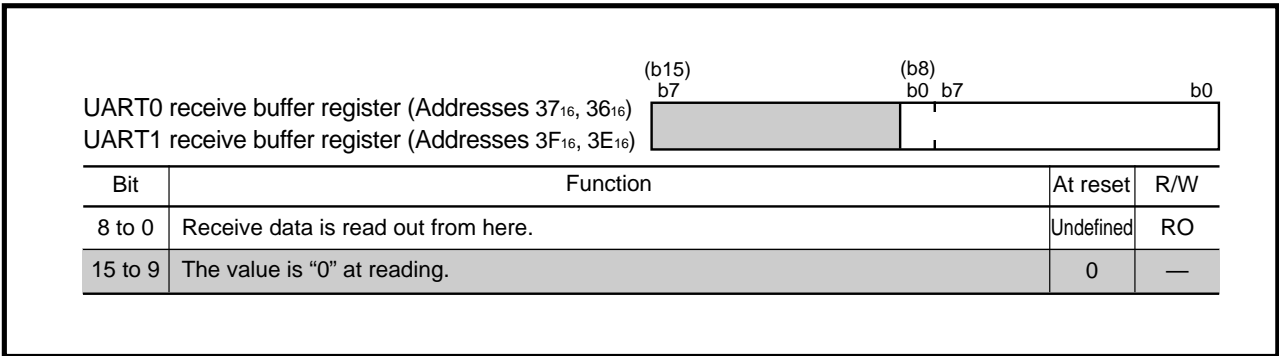 (b15) (b8)
b7 b0 b7 b0
UART0 receive buffer register (Addresses 37₁₆, 36₁₆)
UART1 receive buffer register (Addresses 3F₁₆, 3E₁₆)
Bit Function At reset R/W
8 to 0 Receive data is read out from here. Undefined RO
15 to 9 The value is “0” at reading. 0 —